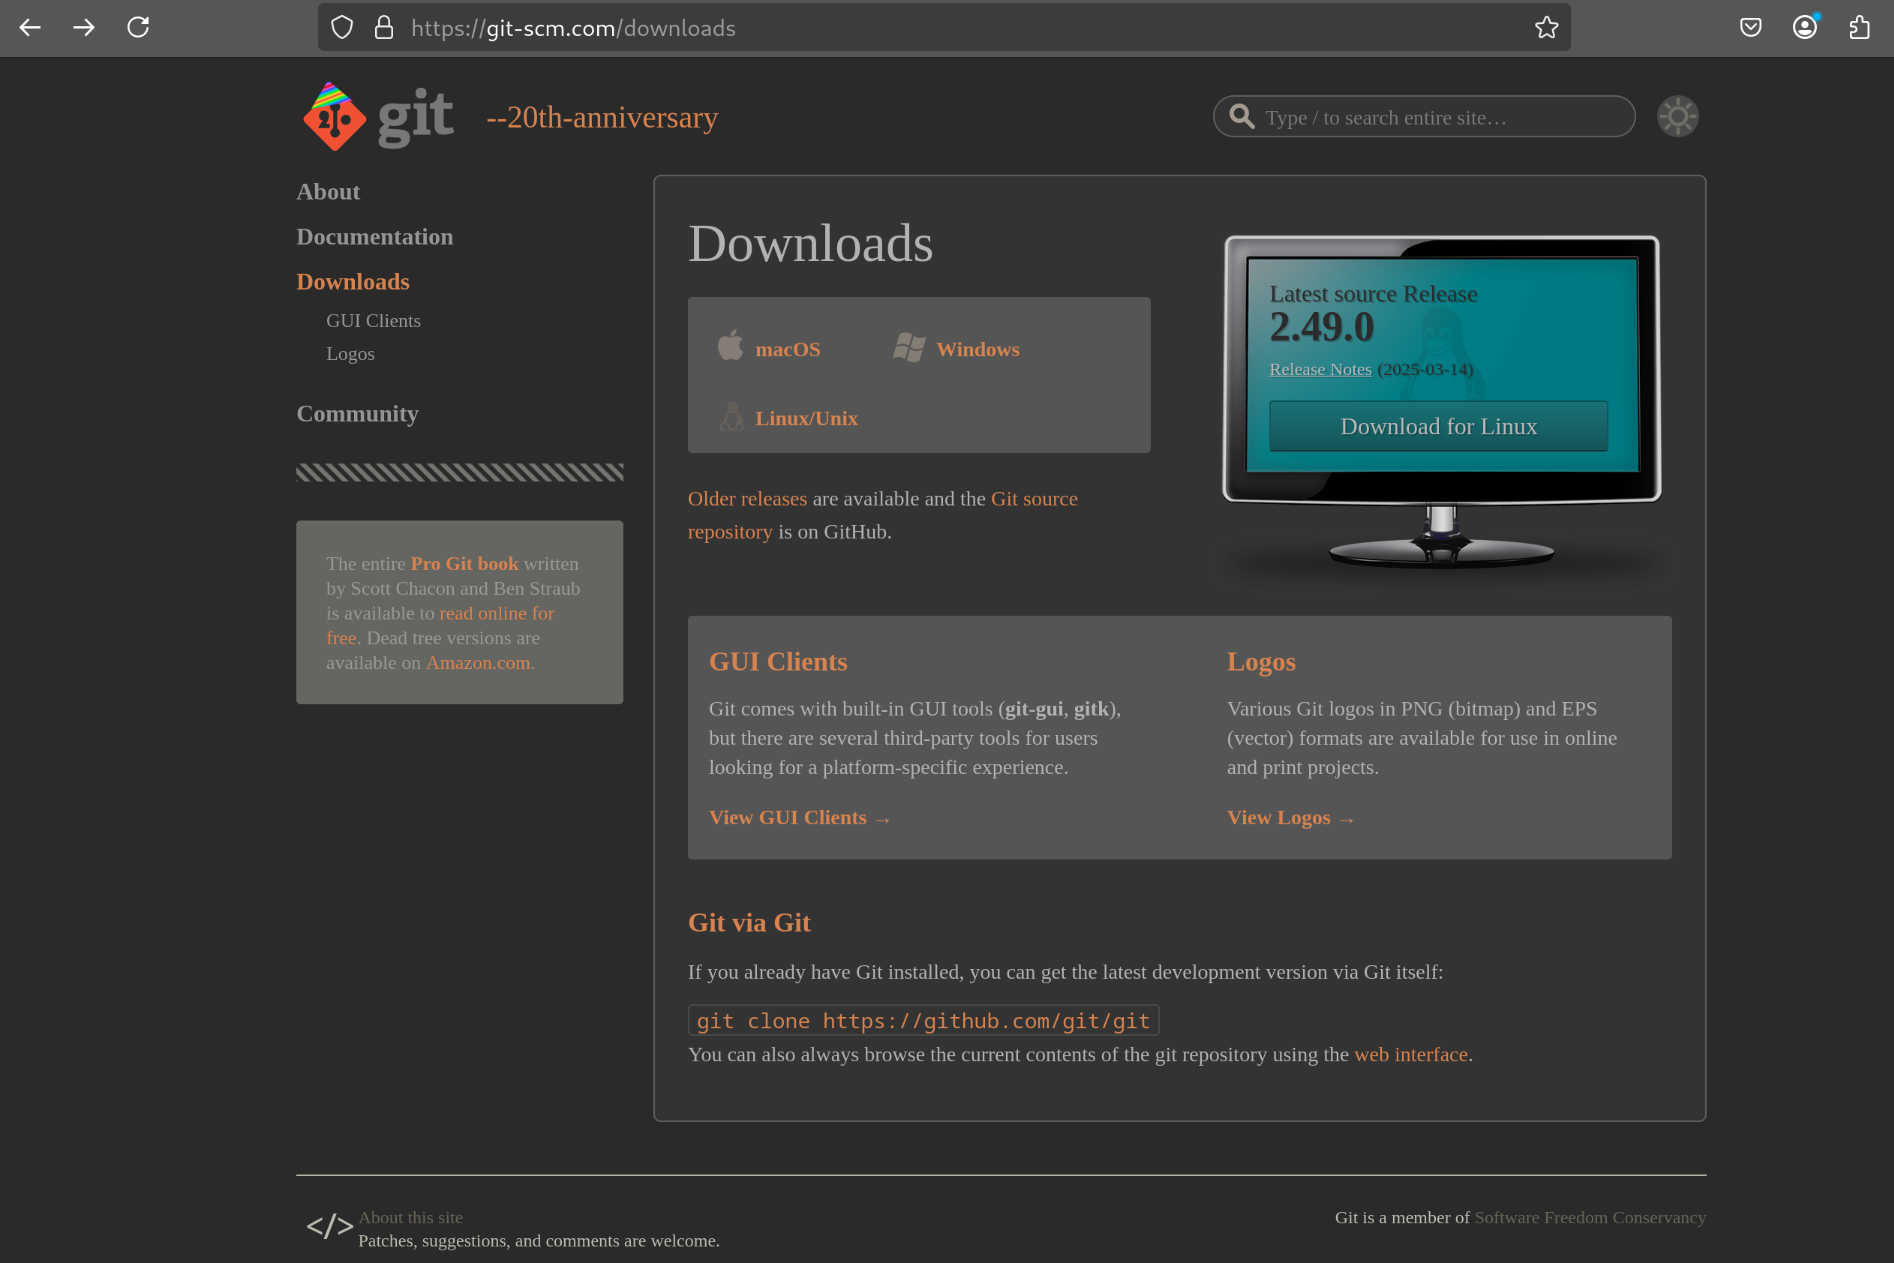 https://git-scm.com/downloads
git --20th-anniversary
Type / to search entire site…
About
Documentation
Downloads
GUI Clients
Logos
Community
The entire Pro Git book written
by Scott Chacon and Ben Straub
is available to read online for
free. Dead tree versions are
available on Amazon.com.
Downloads
macOS
Windows
Linux/Unix
Older releases are available and the Git source
repository is on GitHub.
Latest source Release
2.49.0
Release Notes (2025-03-14)
Download for Linux
GUI Clients
Git comes with built-in GUI tools (git-gui, gitk),
but there are several third-party tools for users
looking for a platform-specific experience.
View GUI Clients →
Logos
Various Git logos in PNG (bitmap) and EPS
(vector) formats are available for use in online
and print projects.
View Logos →
Git via Git
If you already have Git installed, you can get the latest development version via Git itself:
git clone https://github.com/git/git
You can also always browse the current contents of the git repository using the web interface.
</> About this site
Patches, suggestions, and comments are welcome.
Git is a member of Software Freedom Conservancy